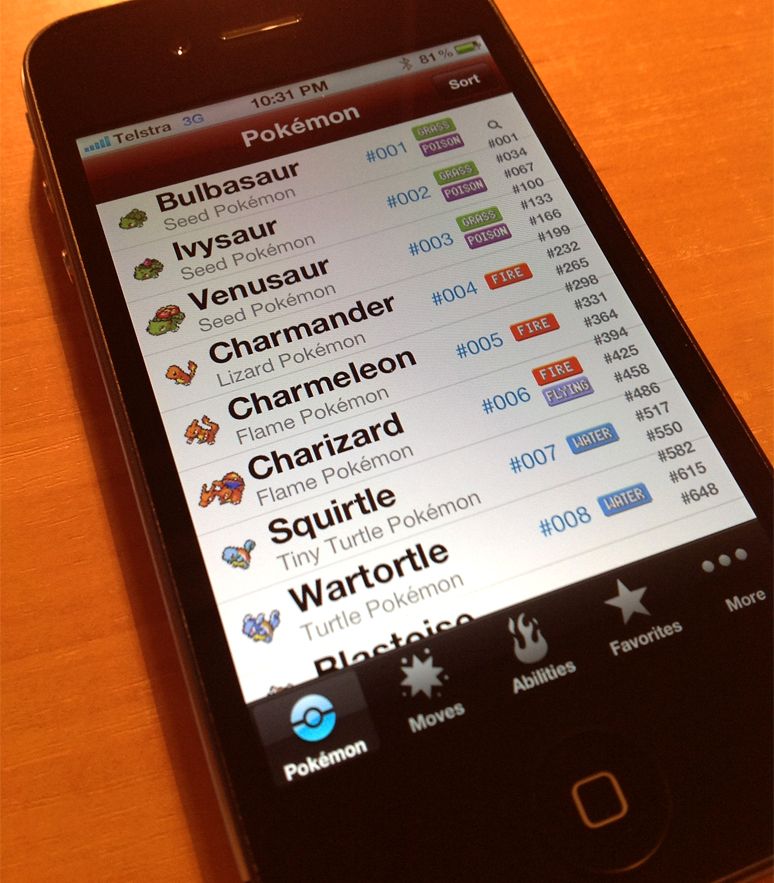 Telstra 3G 10:31 PM 81%
Pokémon Sort
Bulbasaur #001 GRASS POISON
Seed Pokémon
Ivysaur #002 GRASS POISON
Seed Pokémon
Venusaur #003 GRASS POISON
Seed Pokémon
Charmander #004 FIRE
Lizard Pokémon
Charmeleon #005 FIRE
Flame Pokémon
Charizard #006 FIRE FLYING
Flame Pokémon
Squirtle #007 WATER
Tiny Turtle Pokémon
Wartortle #008 WATER
Turtle Pokémon
Blastoise
#001
#034
#067
#100
#133
#166
#199
#232
#265
#298
#331
#364
#394
#425
#458
#486
#517
#550
#582
#615
#648
Pokémon Moves Abilities Favorites More